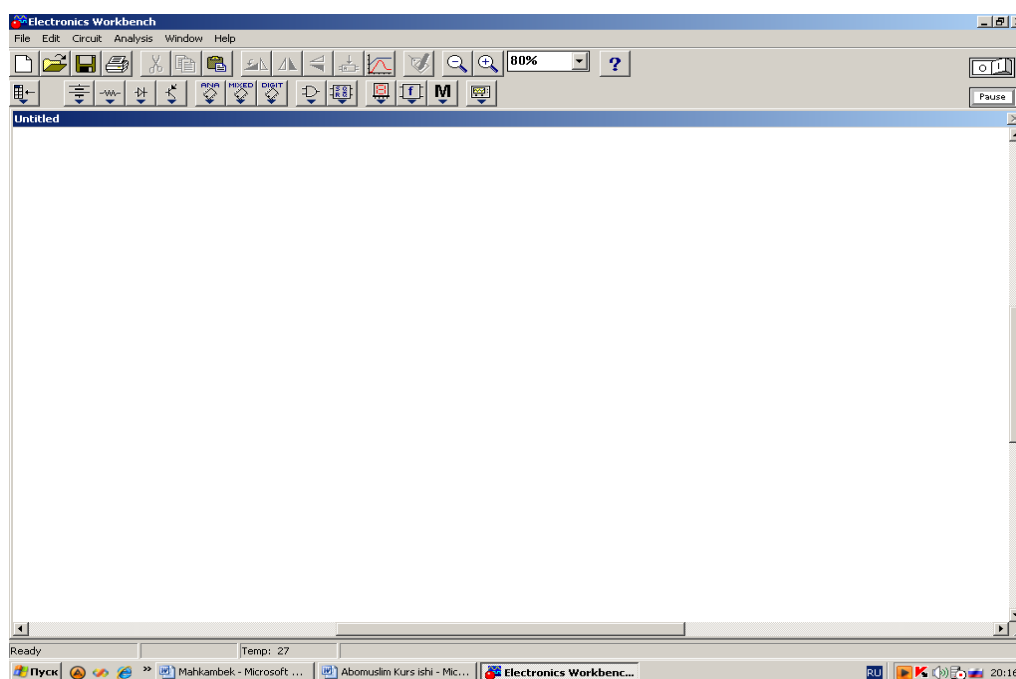 Electronics Workbench
File Edit Circuit Analysis Window Help
80% ?
ANA MIXED DIGIT
f M
Pause
Untitled
Ready Temp: 27
Пуск » Mahkambek - Microsoft ... Abomuslim Kurs ishi - Mic... Electronics Workbenc... RU 20:16